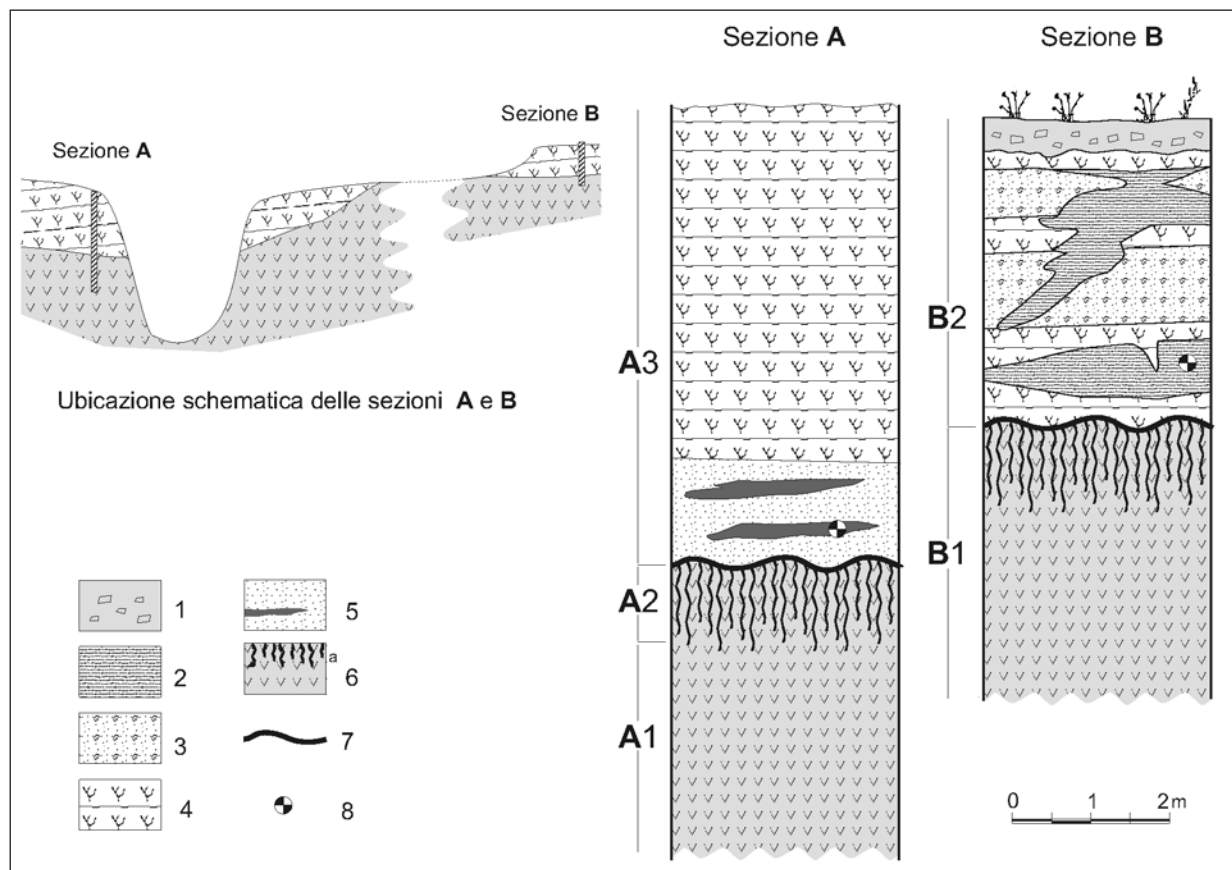 Sezione A
Sezione B
Sezione A
Sezione B
Ubicazione schematica delle sezioni A e B
A3
A2
A1
B2
B1
1
2
3
4
5
a
6
7
8
0 1 2 m